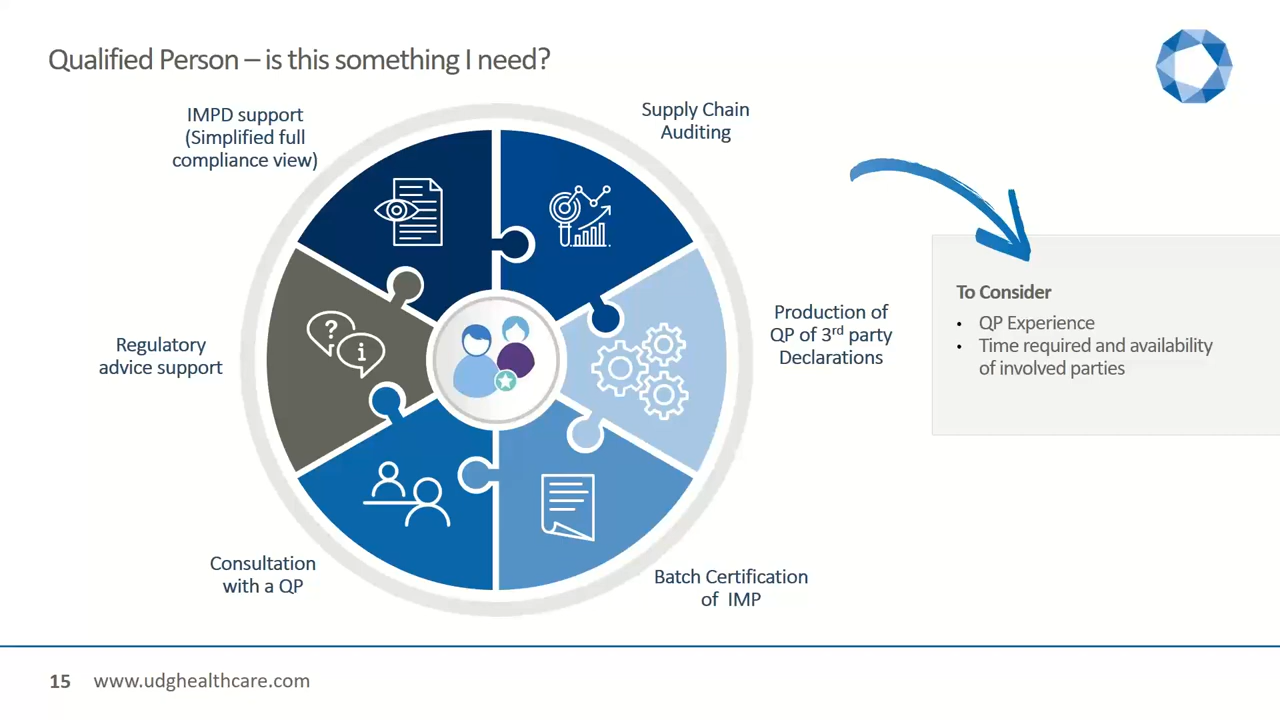 Qualified Person – is this something I need?
IMPD support
(Simplified full
compliance view)
Supply Chain
Auditing
Production of
QP of 3rd party
Declarations
Batch Certification
of IMP
Consultation
with a QP
Regulatory
advice support
?
i
To Consider
• QP Experience
• Time required and availability
of involved parties
15 www.udghealthcare.com